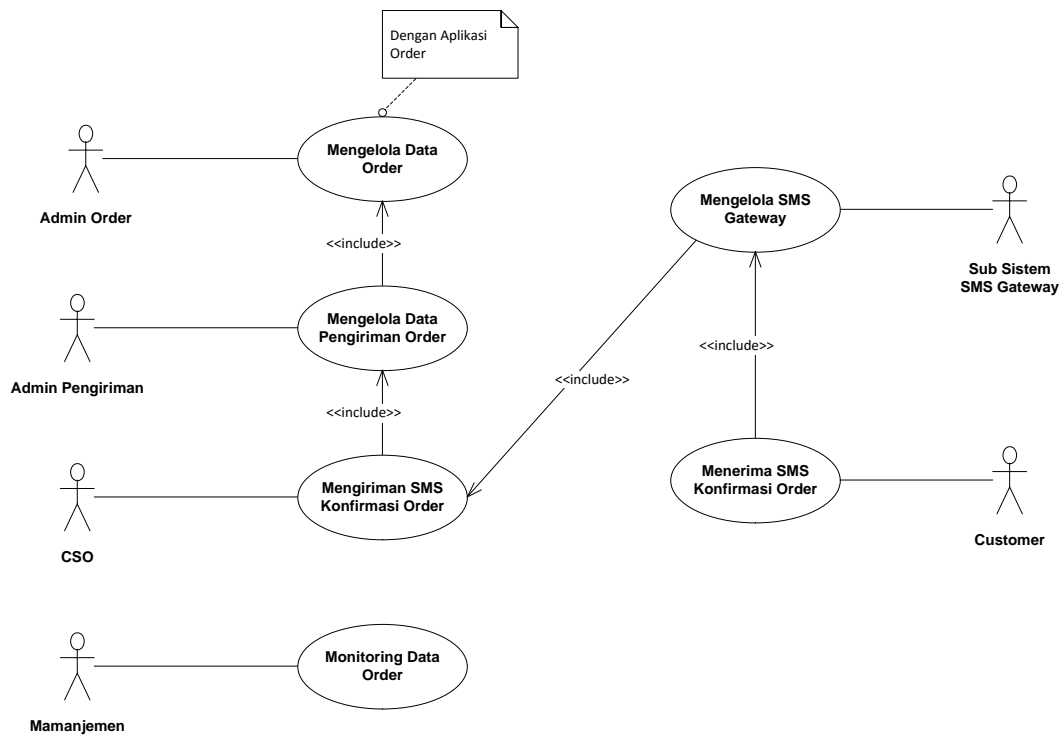 Dengan Aplikasi
Order
Mengelola Data
Order
Admin Order
<<include>>
Mengelola Data
Pengiriman Order
Admin Pengiriman
<<include>>
Mengiriman SMS
Konfirmasi Order
CSO
Monitoring Data
Order
Mamanjemen
Mengelola SMS
Gateway
Sub Sistem
SMS Gateway
<<include>>
<<include>>
Menerima SMS
Konfirmasi Order
Customer